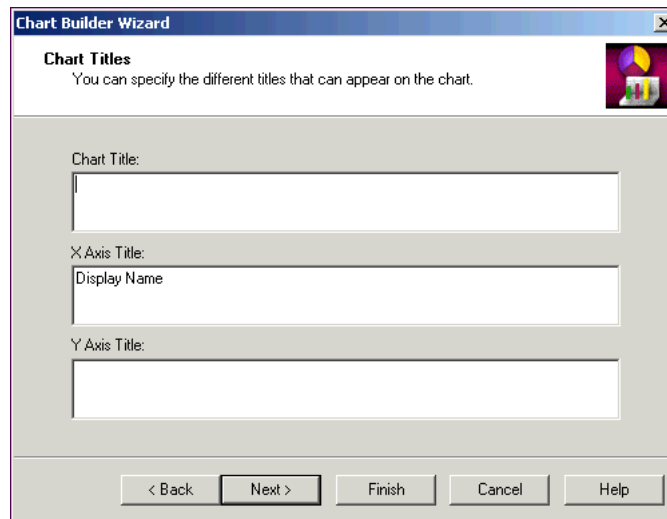 Chart Builder Wizard
Chart Titles
You can specify the different titles that can appear on the chart.
Chart Title:
X Axis Title:
Display Name
Y Axis Title:
< Back Next > Finish Cancel Help